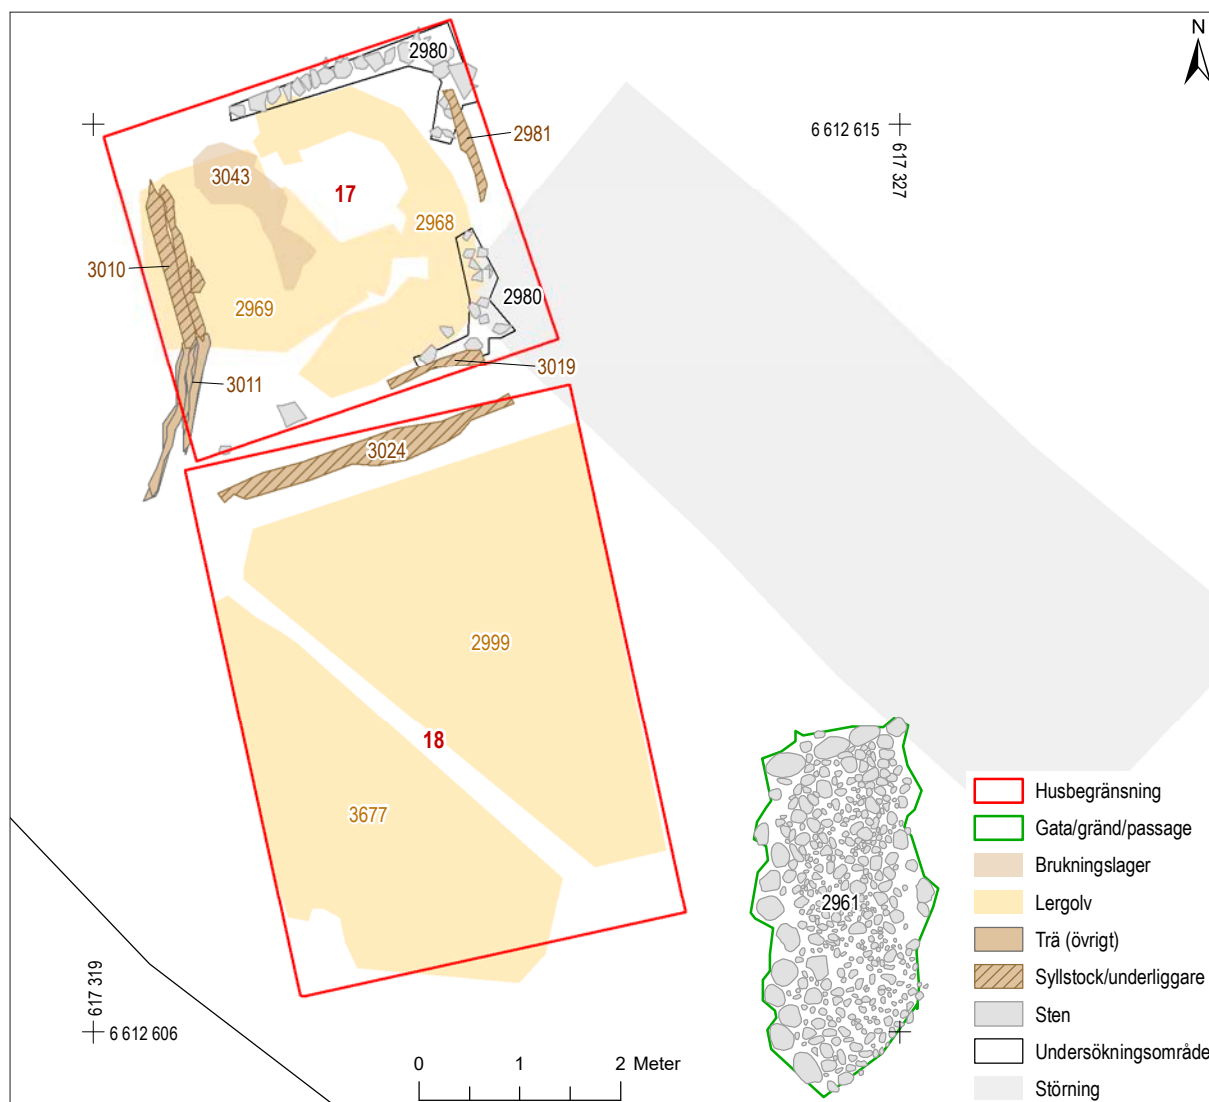 N
2980
6 612 615
617 327
2981
3043
17
2968
3010
2969
2980
3019
3011
3024
2999
18
3677
2961
617 319
6 612 606
0 1 2 Meter
Husbegränsning
Gata/gränd/passage
Brukningslager
Lergolv
Trä (övrigt)
Syllstock/underliggare
Sten
Undersökningsområde
Störning